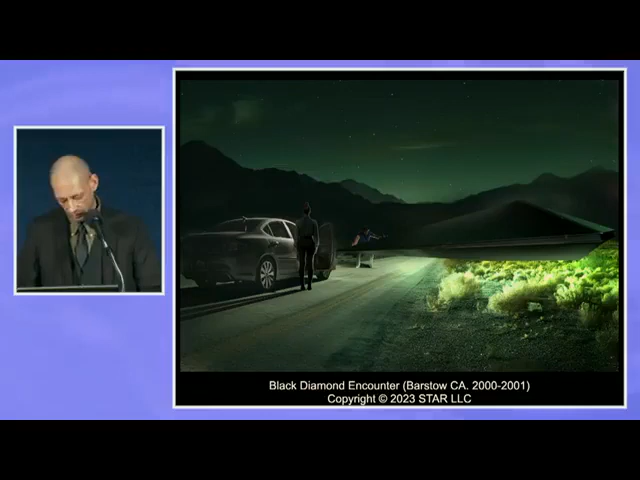 Black Diamond Encounter (Barstow CA. 2000-2001)
Copyright © 2023 STAR LLC